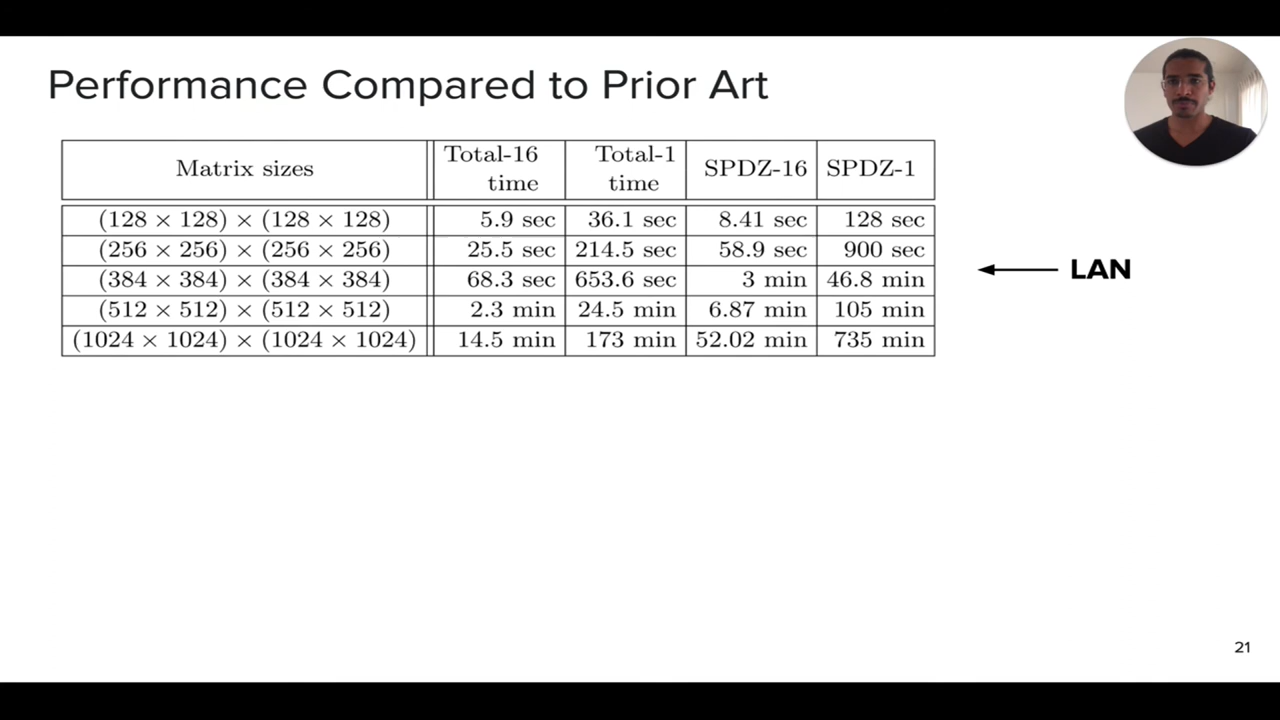 Performance Compared to Prior Art
Matrix sizes Total-16 time Total-1 time SPDZ-16 SPDZ-1
(128 × 128) × (128 × 128) 5.9 sec 36.1 sec 8.41 sec 128 sec
(256 × 256) × (256 × 256) 25.5 sec 214.5 sec 58.9 sec 900 sec
(384 × 384) × (384 × 384) 68.3 sec 653.6 sec 3 min 46.8 min
(512 × 512) × (512 × 512) 2.3 min 24.5 min 6.87 min 105 min
(1024 × 1024) × (1024 × 1024) 14.5 min 173 min 52.02 min 735 min
LAN
21